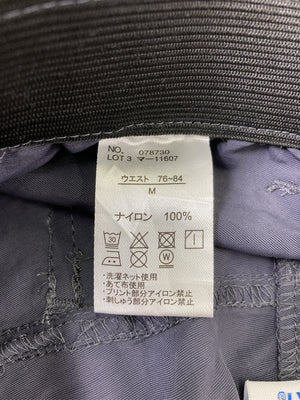 NO. 078730
LOT 3 マー11607
ウエスト 76~84
M
ナイロン 100%
30
W
・洗濯ネット使用
・あて布使用
・プリント部分アイロン禁止
・刺しゅう部分アイロン禁止